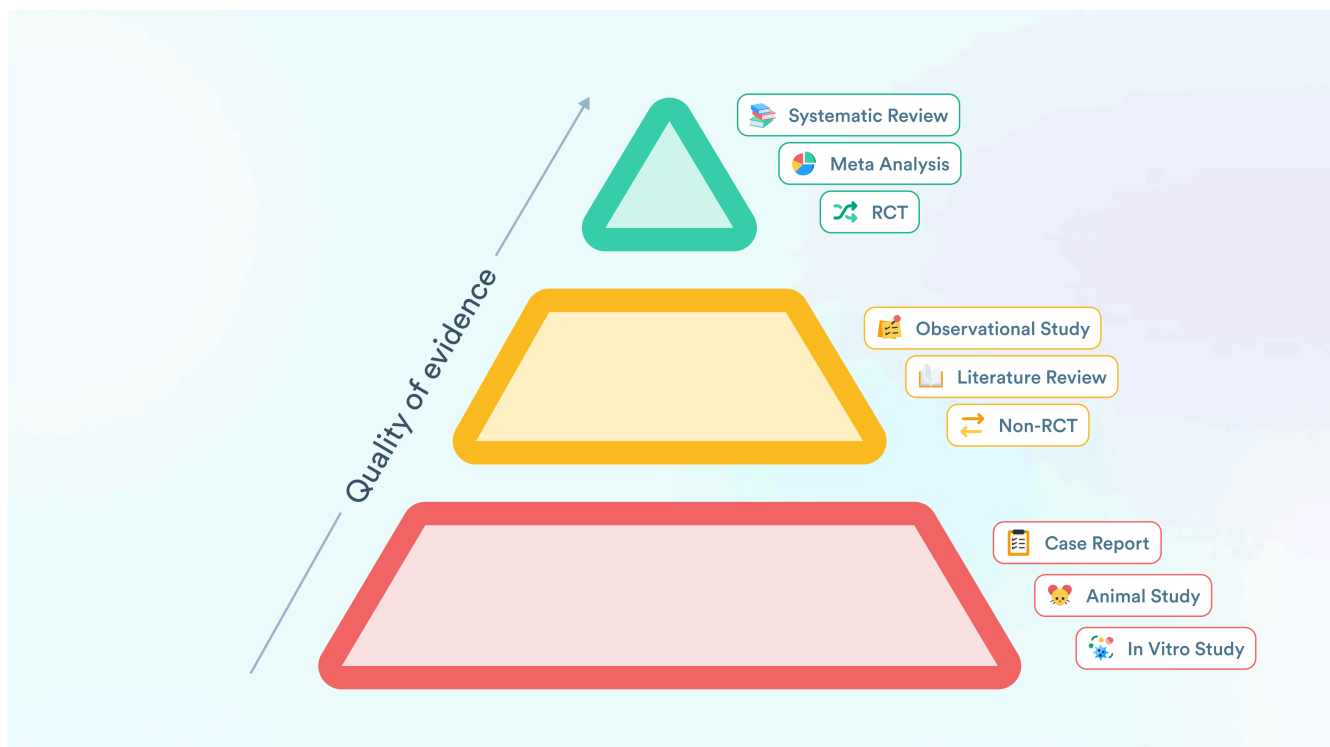 Systematic Review
Meta Analysis
RCT
Quality of evidence
Observational Study
Literature Review
Non-RCT
Case Report
Animal Study
In Vitro Study